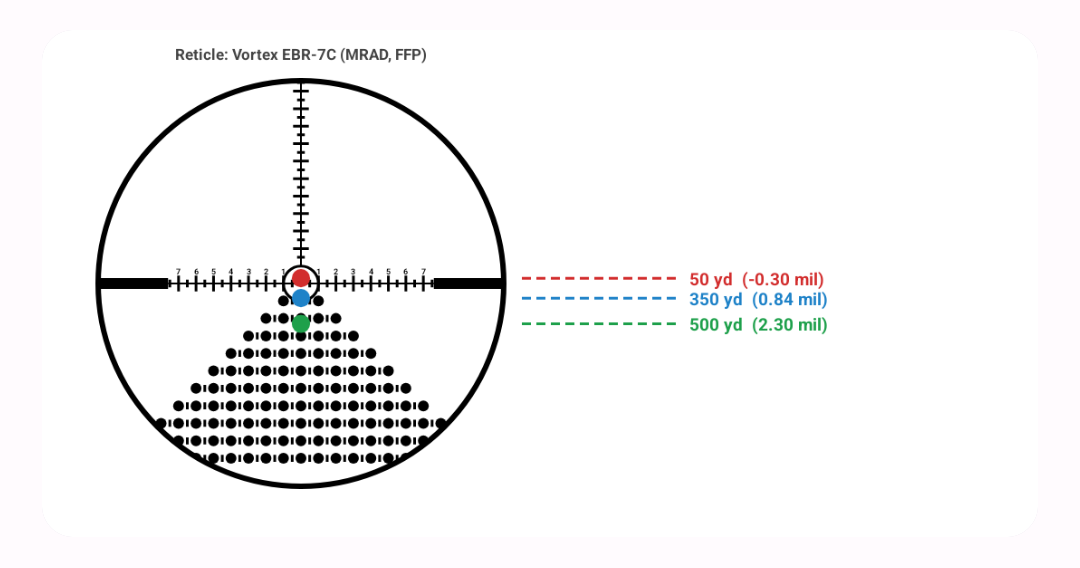 Reticle: Vortex EBR-7C (MRAD, FFP)
7 6 5 4 3 2 1 1 2 3 4 5 6 7
50 yd (-0.30 mil)
350 yd (0.84 mil)
500 yd (2.30 mil)